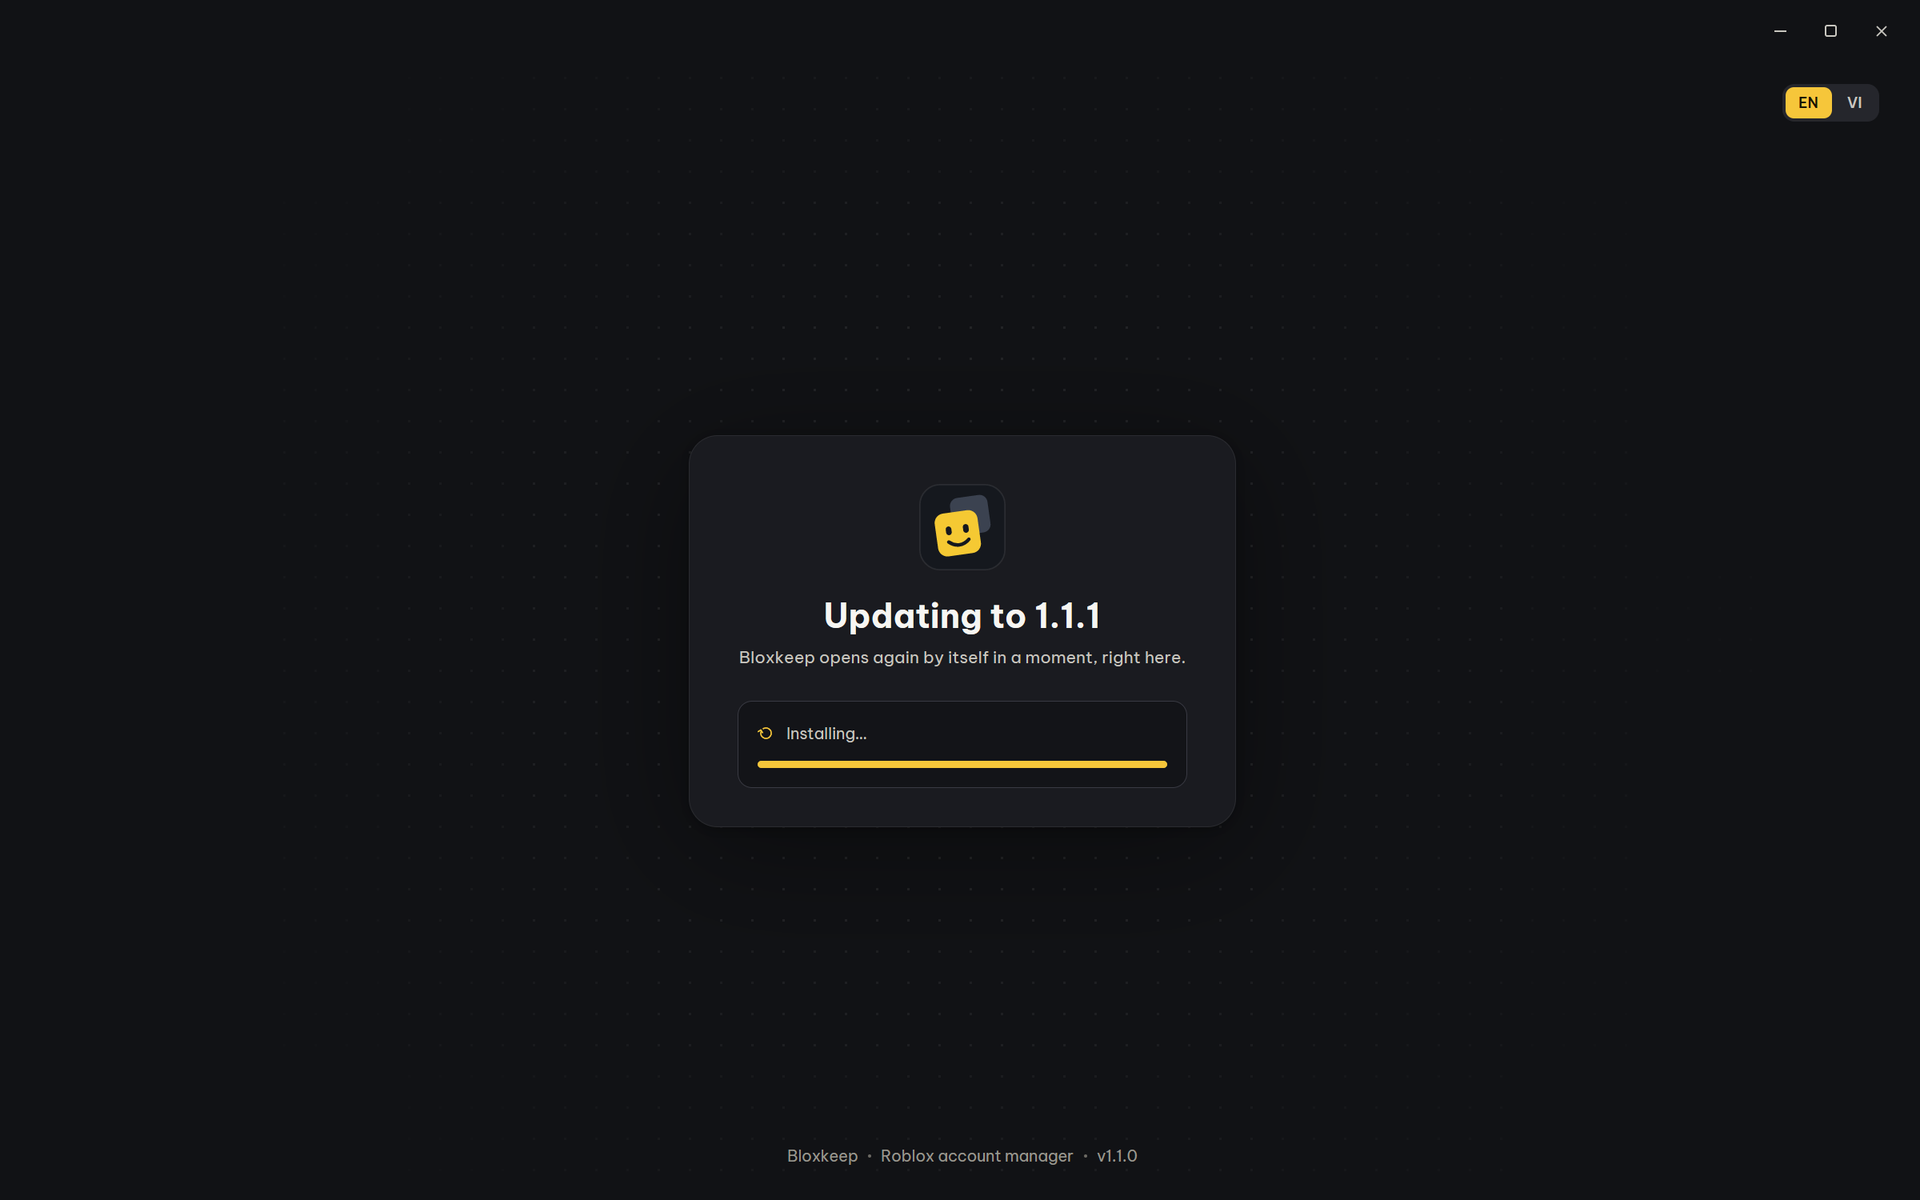 EN VI
Updating to 1.1.1
Bloxkeep opens again by itself in a moment, right here.
Installing...
Bloxkeep • Roblox account manager • v1.1.0